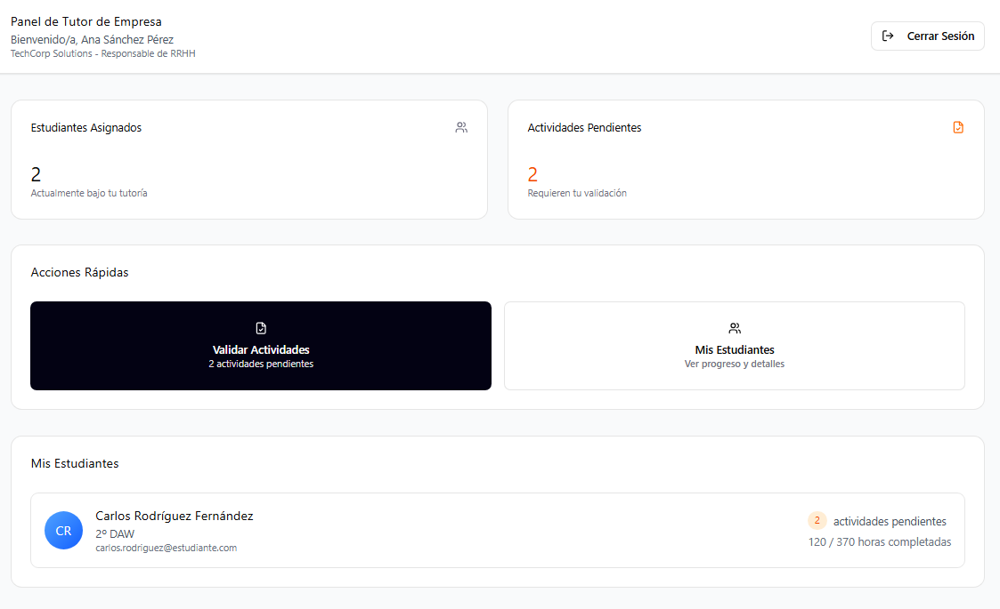 Panel de Tutor de Empresa
Bienvenido/a, Ana Sánchez Pérez
TechCorp Solutions - Responsable de RRHH
Cerrar Sesión
Estudiantes Asignados
2
Actualmente bajo tu tutoría
Actividades Pendientes
2
Requieren tu validación
Acciones Rápidas
Validar Actividades
2 actividades pendientes
Mis Estudiantes
Ver progreso y detalles
Mis Estudiantes
CR
Carlos Rodríguez Fernández
2º DAW
carlos.rodriguez@estudiante.com
2 actividades pendientes
120 / 370 horas completadas